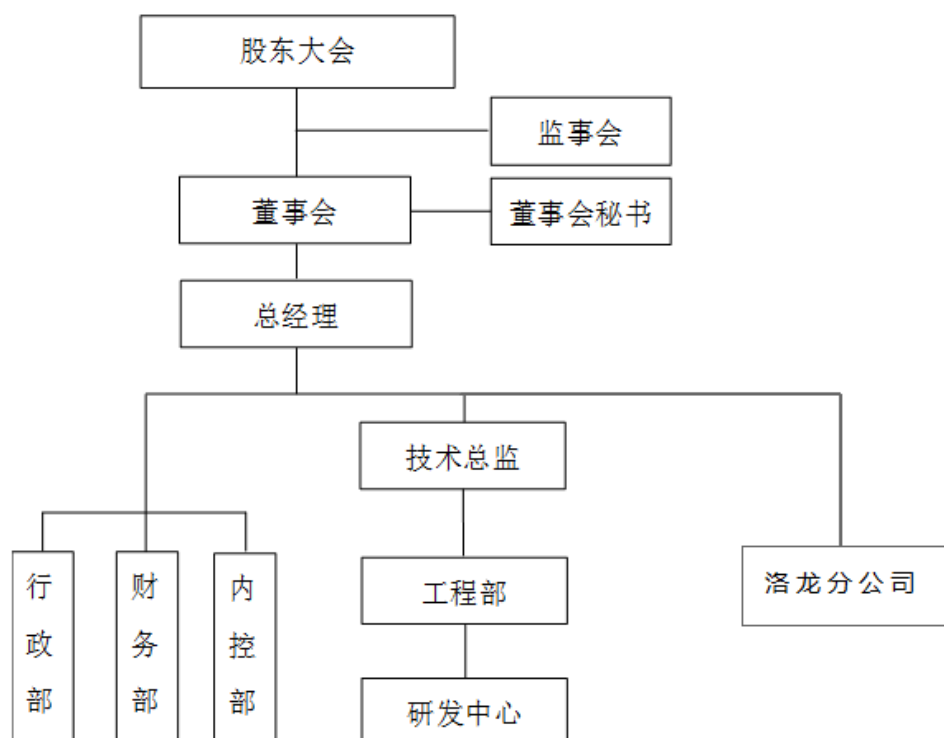 股东大会
监事会
董事会
董事会秘书
总经理
技术总监
行政部
财务部
内控部
工程部
洛龙分公司
研发中心